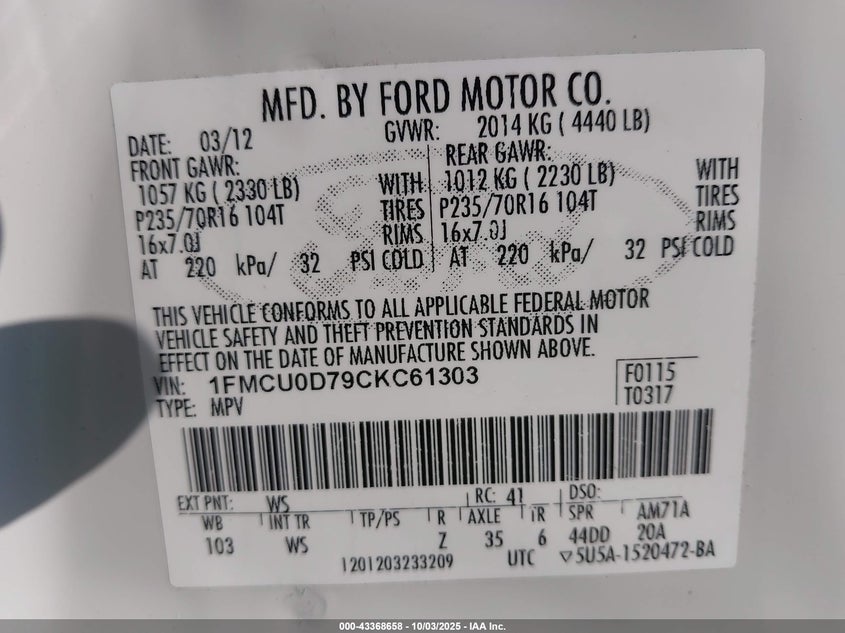 MFD. BY FORD MOTOR CO.
DATE: 03/12 GVWR: 2014 KG ( 4440 LB)
FRONT GAWR: REAR GAWR:
1057 KG ( 2330 LB) WITH 1012 KG ( 2230 LB) WITH
P235/70R16 104T TIRES P235/70R16 104T TIRES
16x7.0J RIMS 16x7.0J RIMS
AT 220 kPa/ 32 PSI COLD AT 220 kPa/ 32 PSI COLD
THIS VEHICLE CONFORMS TO ALL APPLICABLE FEDERAL MOTOR
VEHICLE SAFETY AND THEFT PREVENTION STANDARDS IN
EFFECT ON THE DATE OF MANUFACTURE SHOWN ABOVE.
VIN: 1FMCU0D79CKC61303 F0115
TYPE: MPV T0317
EXT PNT: WS RC: 41 DSO:
WB INT TR TP/PS R AXLE TR SPR AM71A
103 WS Z 35 6 44DD 20A
1201203233209 UTC ▽5U5A-1520472-BA
000-43368658 - 10/03/2025 - IAA Inc.